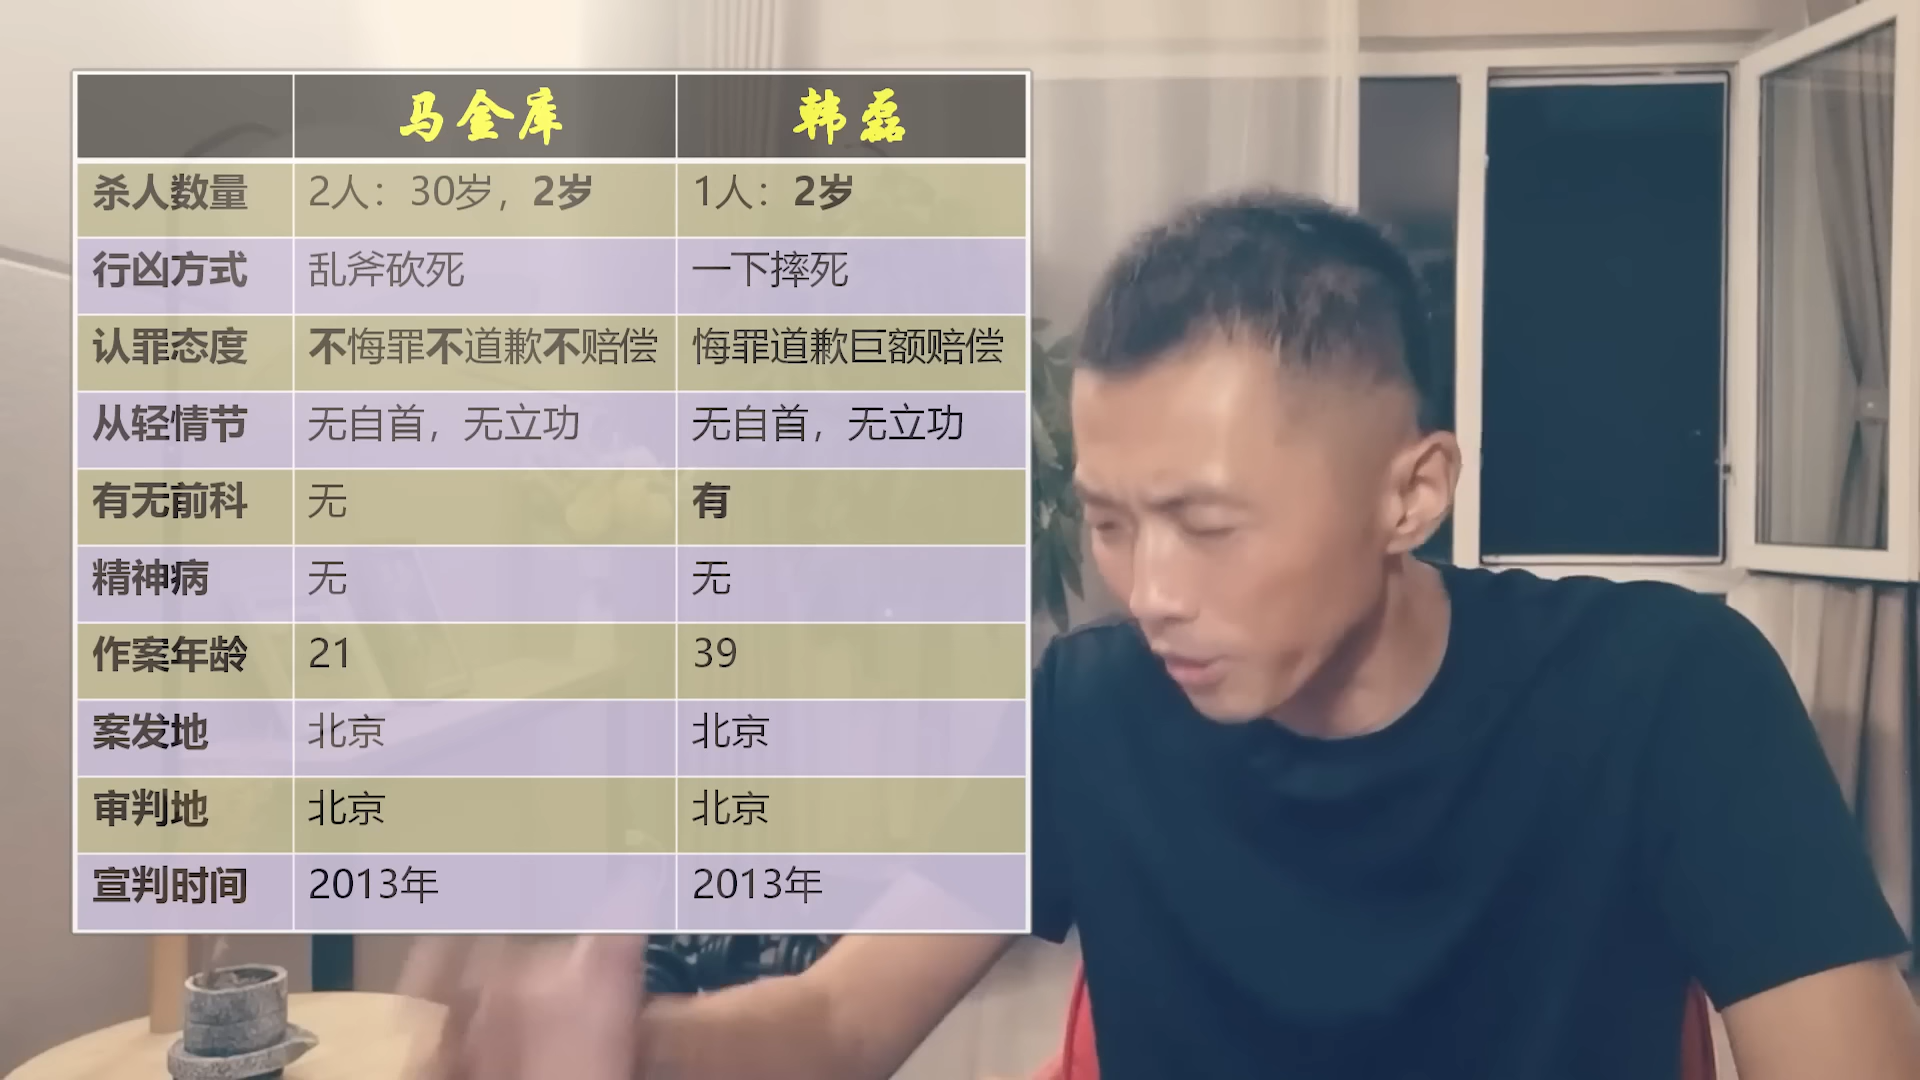 马金库 韩磊
杀人数量 2人：30岁，2岁 1人：2岁
行凶方式 乱斧砍死 一下摔死
认罪态度 不悔罪不道歉不赔偿 悔罪道歉巨额赔偿
从轻情节 无自首，无立功 无自首，无立功
有无前科 无 有
精神病 无 无
作案年龄 21 39
案发地 北京 北京
审判地 北京 北京
宣判时间 2013年 2013年